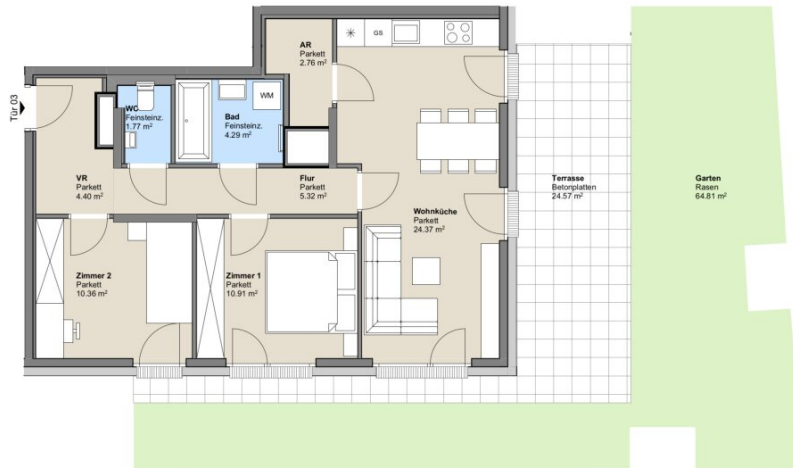 Tür 03
AR
Parkett
2.76 m²
GS
WC
Feinsteinz.
1.77 m²
Bad
Feinsteinz.
4.29 m²
WM
VR
Parkett
4.40 m²
Flur
Parkett
5.32 m²
Wohnküche
Parkett
24.37 m²
Terrasse
Betonplatten
24.57 m²
Garten
Rasen
64.81 m²
Zimmer 2
Parkett
10.36 m²
Zimmer 1
Parkett
10.91 m²